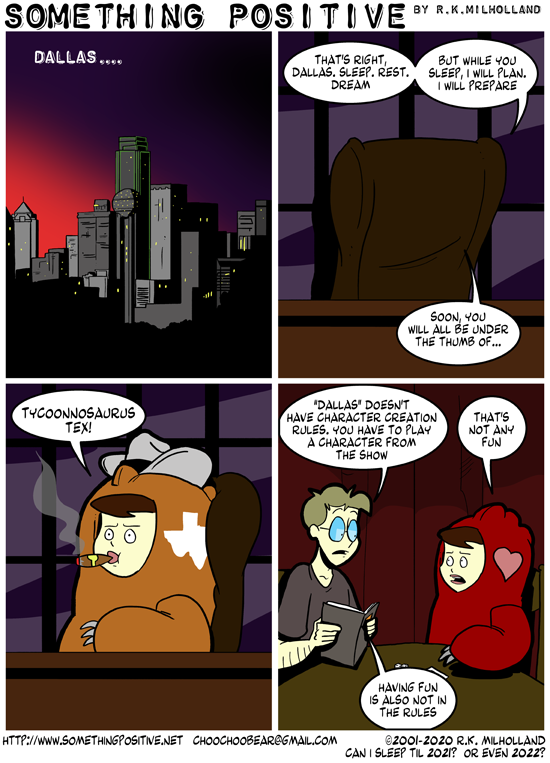 SOMETHING POSITIVE BY R.K.MILHOLLAND
DALLAS....
THAT'S RIGHT,
DALLAS. SLEEP. REST.
DREAM
BUT WHILE YOU
SLEEP, I WILL PLAN.
I WILL PREPARE
SOON, YOU
WILL ALL BE UNDER
THE THUMB OF...
TYCOONNOSAURUS
TEX!
"DALLAS" DOESN'T
HAVE CHARACTER CREATION
RULES. YOU HAVE TO PLAY
A CHARACTER FROM
THE SHOW
THAT'S
NOT ANY
FUN
HAVING FUN
IS ALSO NOT IN
THE RULES
HTTP://WWW.SOMETHINGPOSITIVE.NET CHOOCHOOBEAR@GMAIL.COM ©2001-2020 R.K. MILHOLLAND
CAN I SLEEP TIL 2021? OR EVEN 2022?